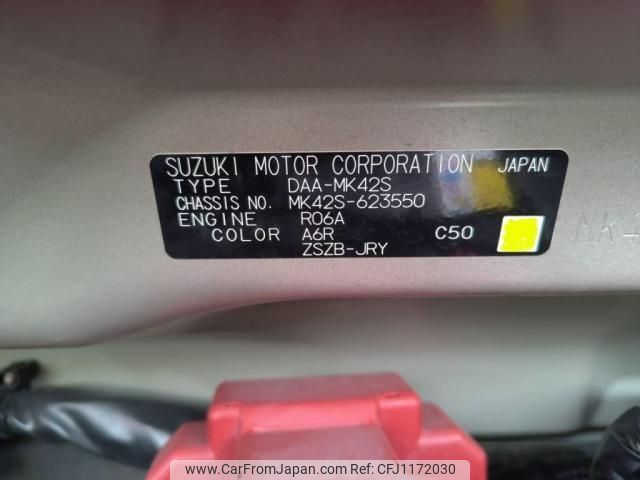 SUZUKI MOTOR CORPORATION JAPAN
TYPE DAA-MK42S
CHASSIS NO. MK42S-623550
ENGINE R06A
COLOR A6R C50
ZSZB-JRY
www.CarFromJapan.com - CFJ1172030